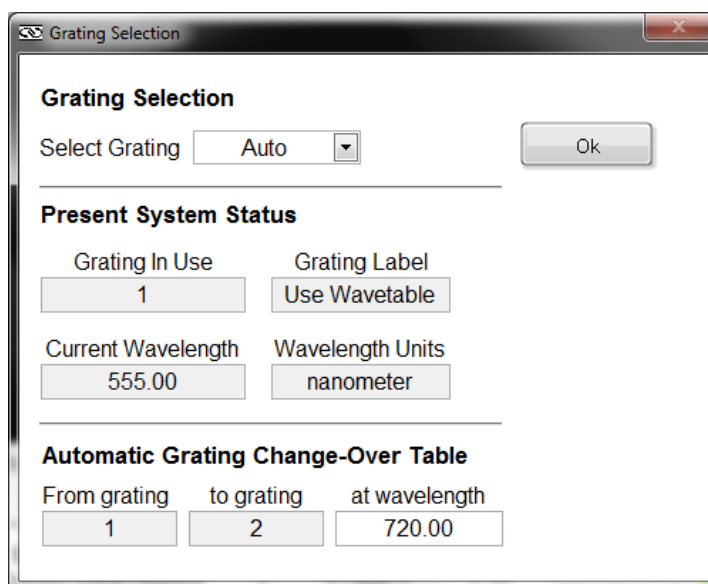 Grating Selection
Grating Selection
Select Grating Auto
Ok
Present System Status
Grating In Use Grating Label
1 Use Wavetable
Current Wavelength Wavelength Units
555.00 nanometer
Automatic Grating Change-Over Table
From grating to grating at wavelength
1 2 720.00